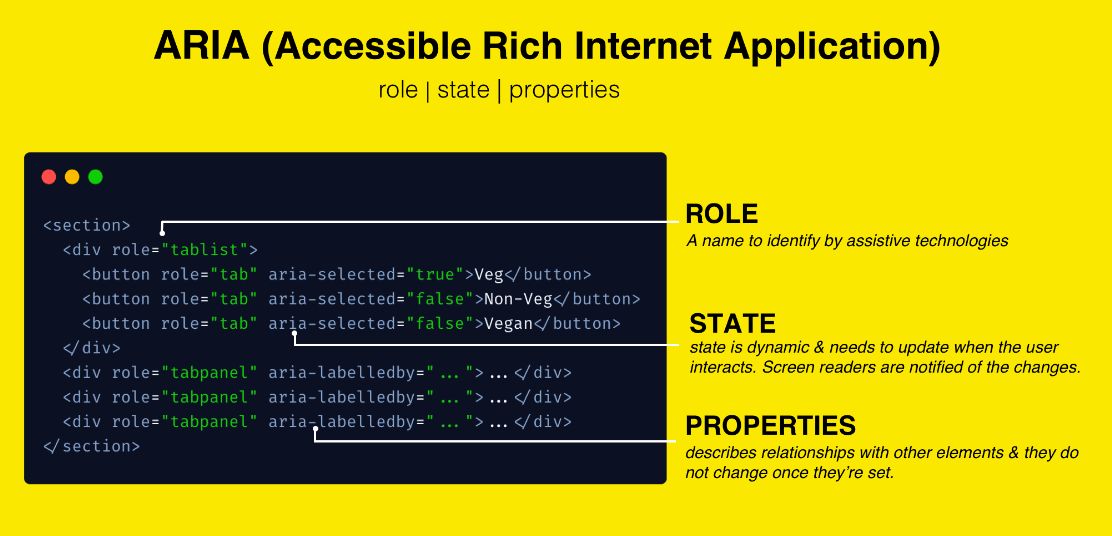 ARIA (Accessible Rich Internet Application)
role | state | properties
<section>
<div role="tablist">
<button role="tab" aria-selected="true">Veg</button>
<button role="tab" aria-selected="false">Non-Veg</button>
<button role="tab" aria-selected="false">Vegan</button>
</div>
<div role="tabpanel" aria-labelledby="...">...</div>
<div role="tabpanel" aria-labelledby="...">...</div>
<div role="tabpanel" aria-labelledby="...">...</div>
</section>
ROLE
A name to identify by assistive technologies
STATE
state is dynamic & needs to update when the user
interacts. Screen readers are notified of the changes.
PROPERTIES
describes relationships with other elements & they do
not change once they're set.